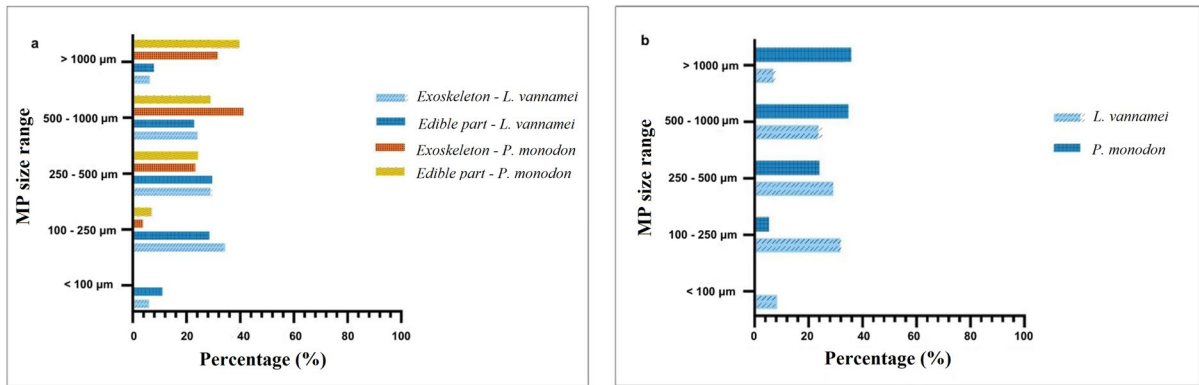 a
> 1000 µm
500 - 1000 µm
250 - 500 µm
100 - 250 µm
< 100 µm
MP size range
0 20 40 60 80 100
Percentage (%)
Exoskeleton - L. vannamei
Edible part - L. vannamei
Exoskeleton - P. monodon
Edible part - P. monodon
b
> 1000 µm
500 - 1000 µm
250 - 500 µm
100 - 250 µm
< 100 µm
MP size range
0 20 40 60 80 100
Percentage (%)
L. vannamei
P. monodon